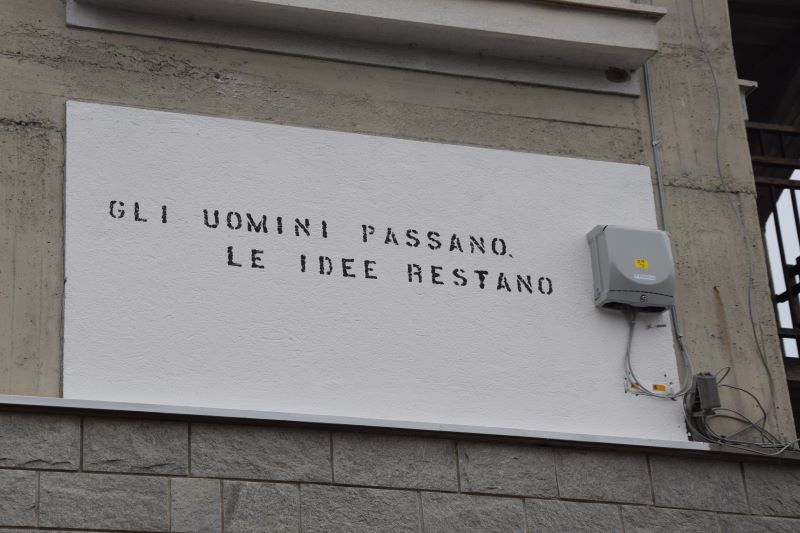 GLI UOMINI PASSANO,
LE IDEE RESTANO